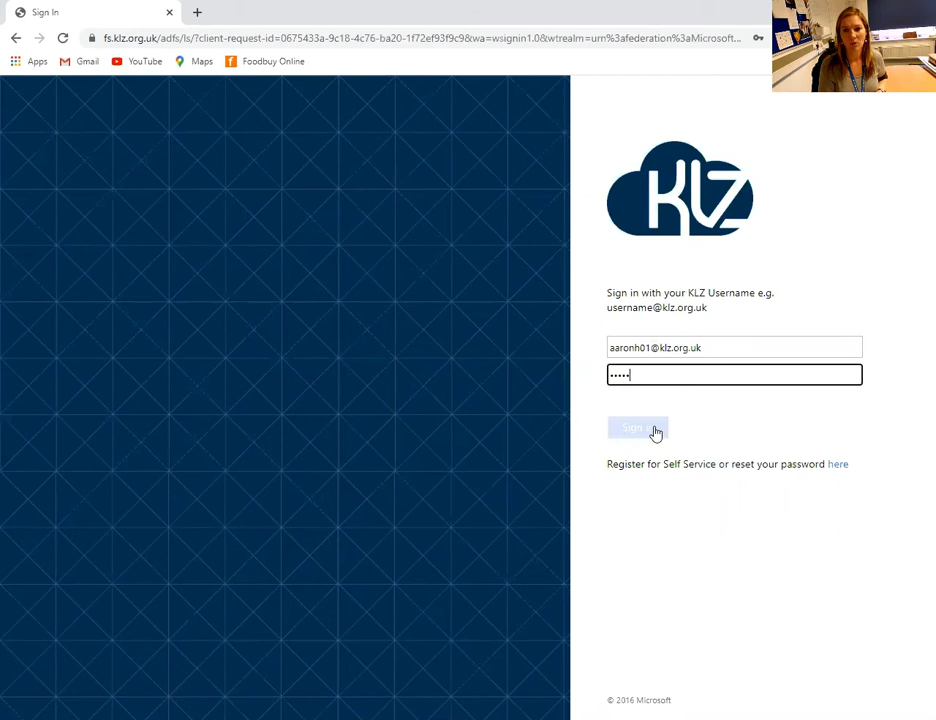 Sign In
fs.klz.org.uk/adfs/ls/?client-request-id=0675433a-9c18-4c76-ba20-1f72ef93f9c9&wa=wsignin1.0&wtrealm=urn%3afederation%3aMicrosoft...
Apps Gmail YouTube Maps Foodbuy Online
KLZ
Sign in with your KLZ Username e.g.
username@klz.org.uk
aaronh01@klz.org.uk
•••••
Sign
Register for Self Service or reset your password here
© 2016 Microsoft